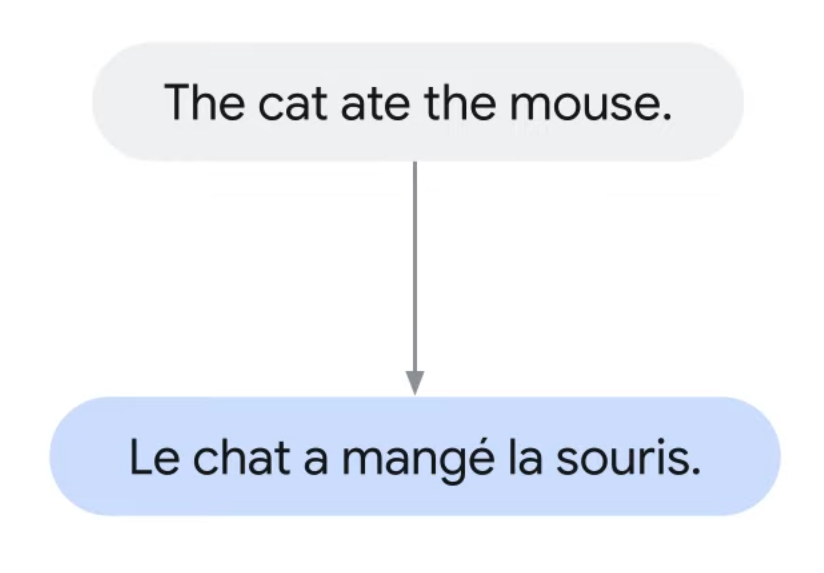 The cat ate the mouse.
Le chat a mangé la souris.